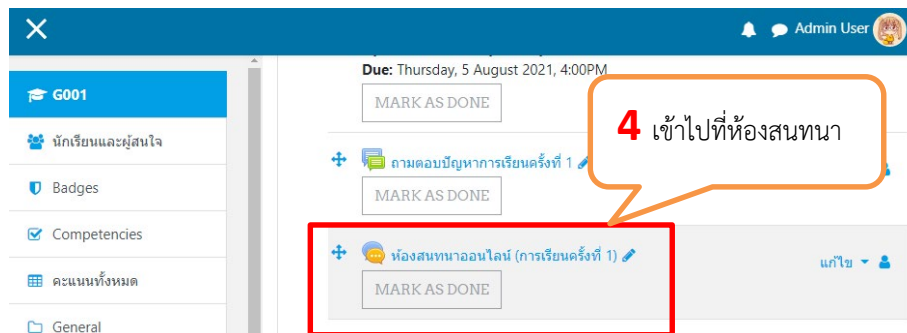 Admin User
G001
นักเรียนและผู้สนใจ
Badges
Competencies
คะแนนทั้งหมด
General
Due: Thursday, 5 August 2021, 4:00PM
MARK AS DONE
4 เข้าไปที่ห้องสนทนา
ถามตอบปัญหาการเรียนครั้งที่ 1
MARK AS DONE
ห้องสนทนาออนไลน์ (การเรียนครั้งที่ 1)
แก้ไข
MARK AS DONE